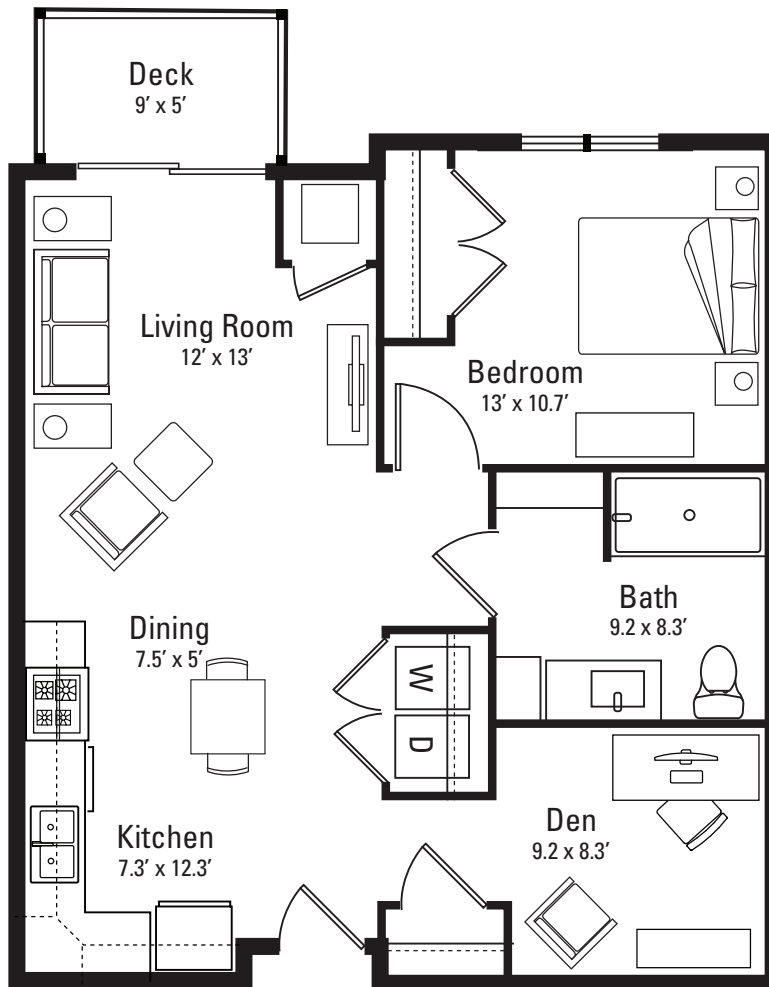 Deck
9′ x 5′
Living Room
12′ x 13′
Bedroom
13′ x 10.7′
Dining
7.5′ x 5′
Bath
9.2 x 8.3′
W
D
Kitchen
7.3′ x 12.3′
Den
9.2 x 8.3′